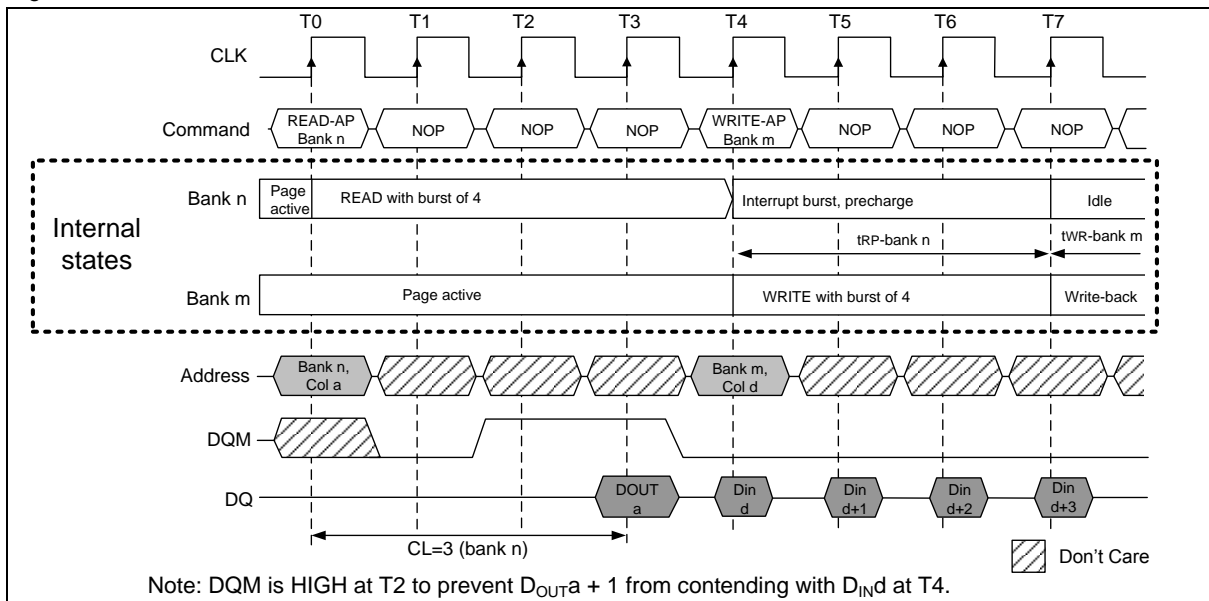 T0 T1 T2 T3 T4 T5 T6 T7
CLK
Command
READ-AP
Bank n
NOP
NOP
NOP
WRITE-AP
Bank m
NOP
NOP
NOP
Internal
states
Bank n
Page
active
READ with burst of 4
Interrupt burst, precharge
Idle
tRP-bank n
tWR-bank m
Bank m
Page active
WRITE with burst of 4
Write-back
Address
Bank n,
Col a
Bank m,
Col d
DQM
DQ
DOUT
a
Din
d
Din
d+1
Din
d+2
Din
d+3
CL=3 (bank n)
Don't Care
Note: DQM is HIGH at T2 to prevent DOUTa + 1 from contending with DINd at T4.